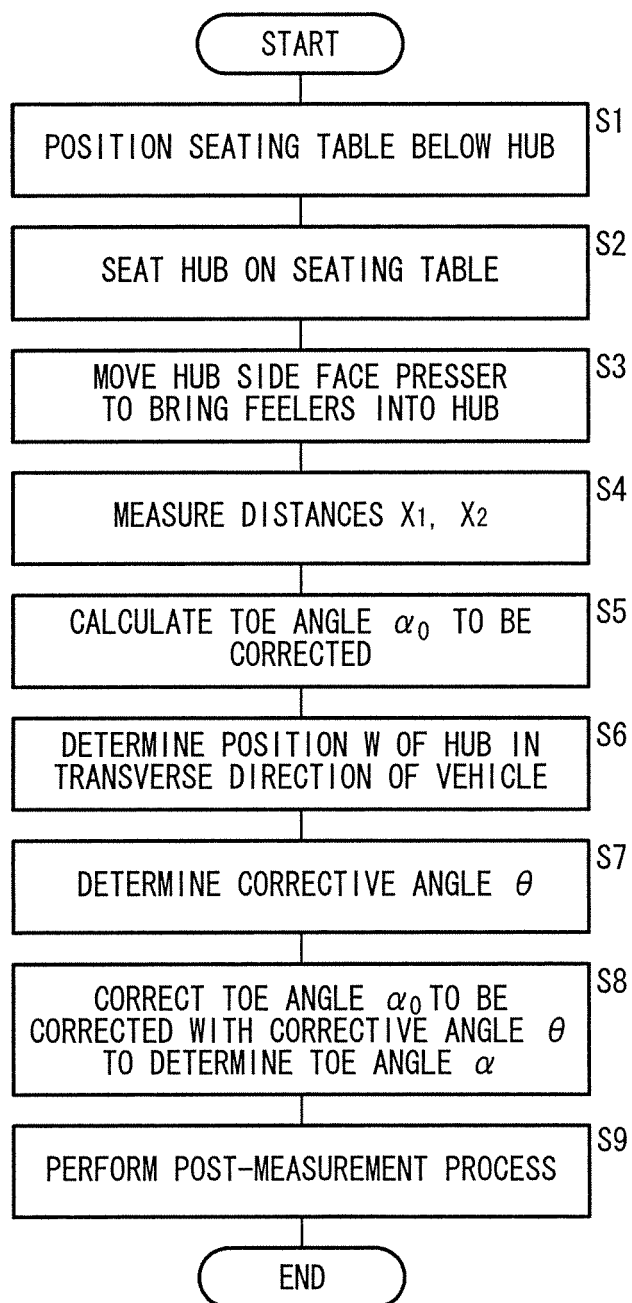 START
S1
POSITION SEATING TABLE BELOW HUB
S2
SEAT HUB ON SEATING TABLE
S3
MOVE HUB SIDE FACE PRESSER
TO BRING FEELERS INTO HUB
S4
MEASURE DISTANCES X1, X2
S5
CALCULATE TOE ANGLE α0 TO BE
CORRECTED
S6
DETERMINE POSITION W OF HUB IN
TRANSVERSE DIRECTION OF VEHICLE
S7
DETERMINE CORRECTIVE ANGLE θ
S8
CORRECT TOE ANGLE α0 TO BE
CORRECTED WITH CORRECTIVE ANGLE θ
TO DETERMINE TOE ANGLE α
S9
PERFORM POST-MEASUREMENT PROCESS
END